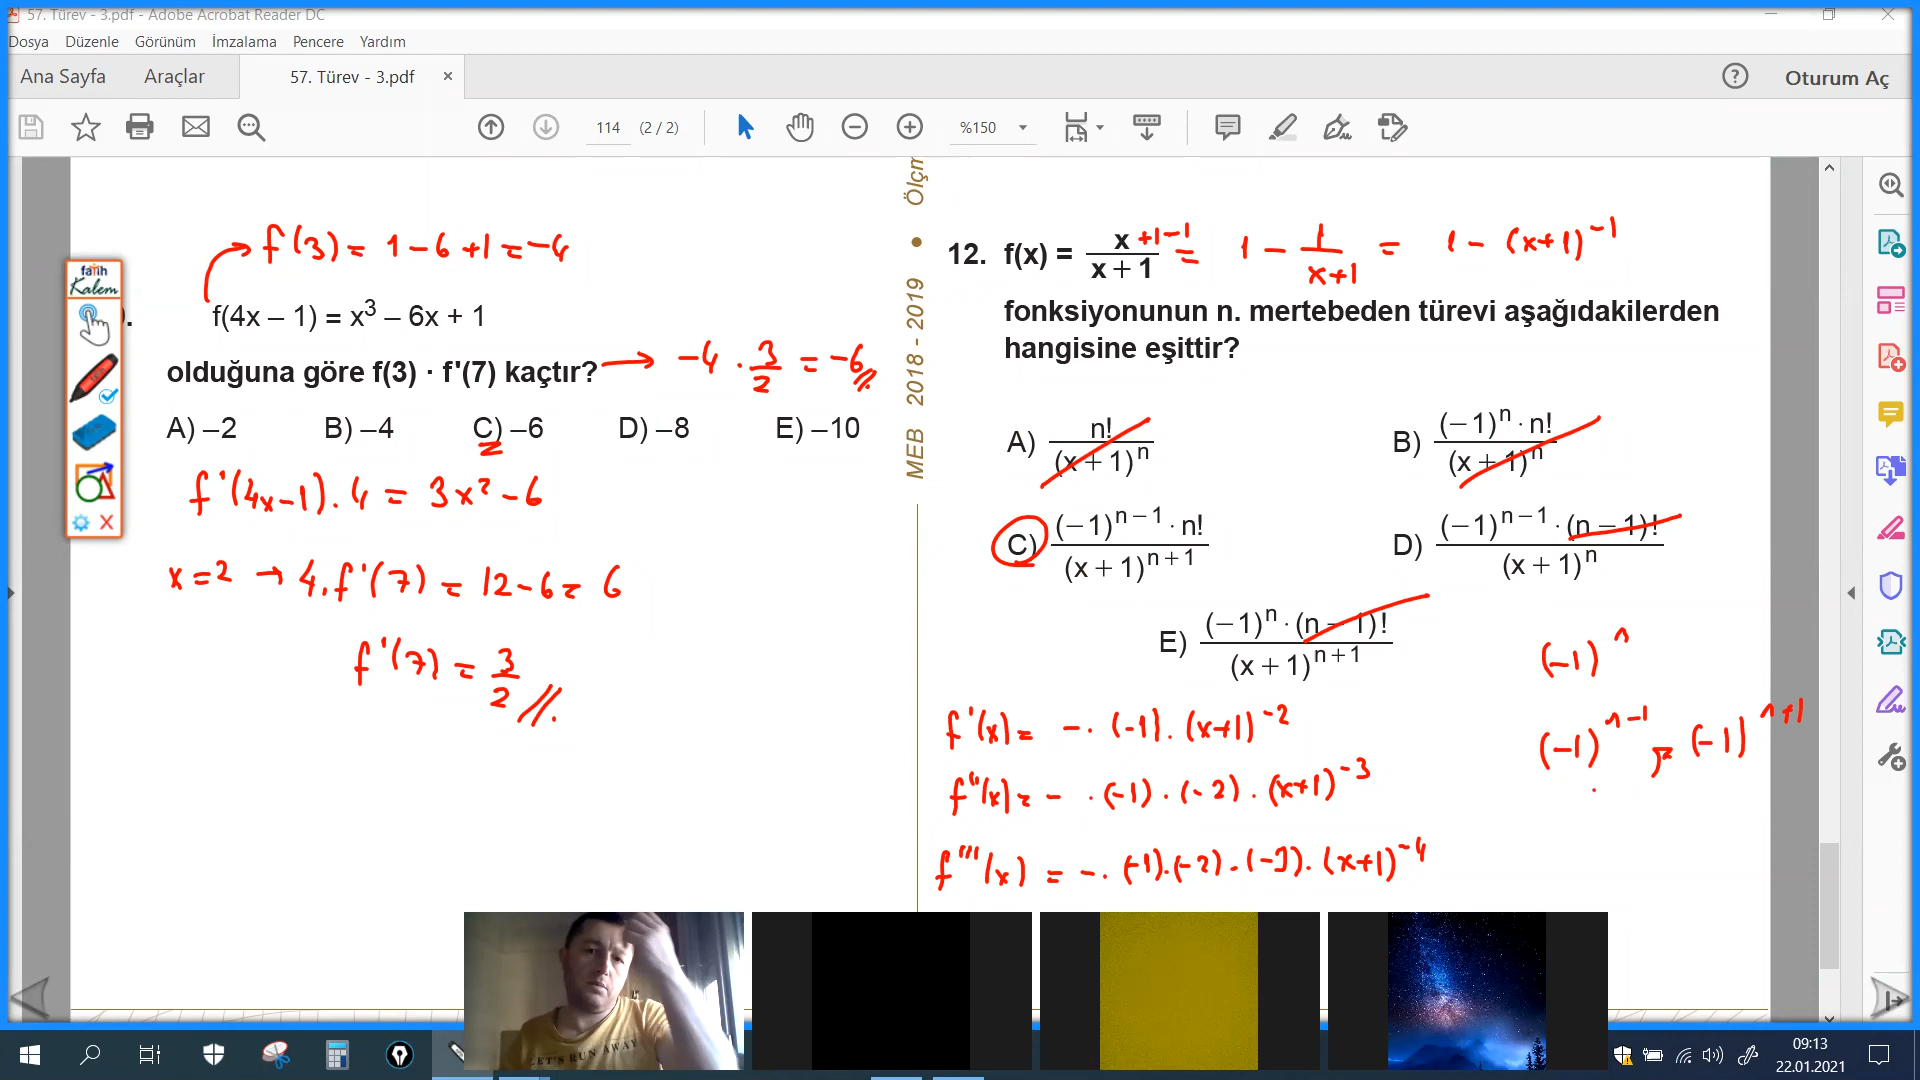 57. Türev - 3.pdf - Adobe Acrobat Reader DC
Dosya Düzenle Görünüm İmzalama Pencere Yardım
Ana Sayfa Araçlar 57. Türev - 3.pdf × Oturum Aç
114 (2 / 2) %150
fatih
Kalem
f(3) = 1 - 6 + 1 = -4
f(4x – 1) = x³ – 6x + 1
olduğuna göre f(3) · f'(7) kaçtır? → -4 · 3/2 = -6
A) –2 B) –4 C) –6 D) –8 E) –10
f'(4x-1) . 4 = 3x² - 6
x = 2 → 4 . f'(7) = 12 - 6 = 6
f'(7) = 3/2
MEB 2018 - 2019 • Ölçm
12. f(x) = x +1-1 / x + 1 = 1 - 1/x+1 = 1 - (x+1)^-1
fonksiyonunun n. mertebeden türevi aşağıdakilerden
hangisine eşittir?
A) n! / (x + 1)^n B) (–1)^n · n! / (x + 1)^n
C) (–1)^n – 1 · n! / (x + 1)^n + 1 D) (–1)^n – 1 · (n – 1)! / (x + 1)^n
E) (–1)^n · (n – 1)! / (x + 1)^n + 1
(-1)^n
(-1)^n-1 (-1)^n+1
f'(x) = - . (-1) . (x+1)^-2
f''(x) = - . (-1) . (-2) . (x+1)^-3
f'''(x) = - . (-1) . (-2) . (-3) . (x+1)^-4
LET'S RUN AWAY
09:13
22.01.2021